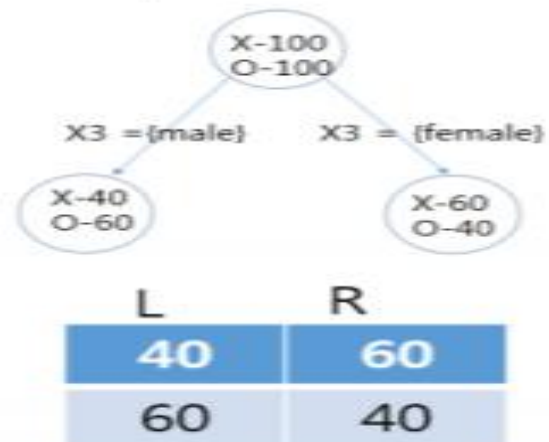 X-100
O-100
X3 ={male} X3 = {female}
X-40
O-60
X-60
O-40
L R
40 60
60 40